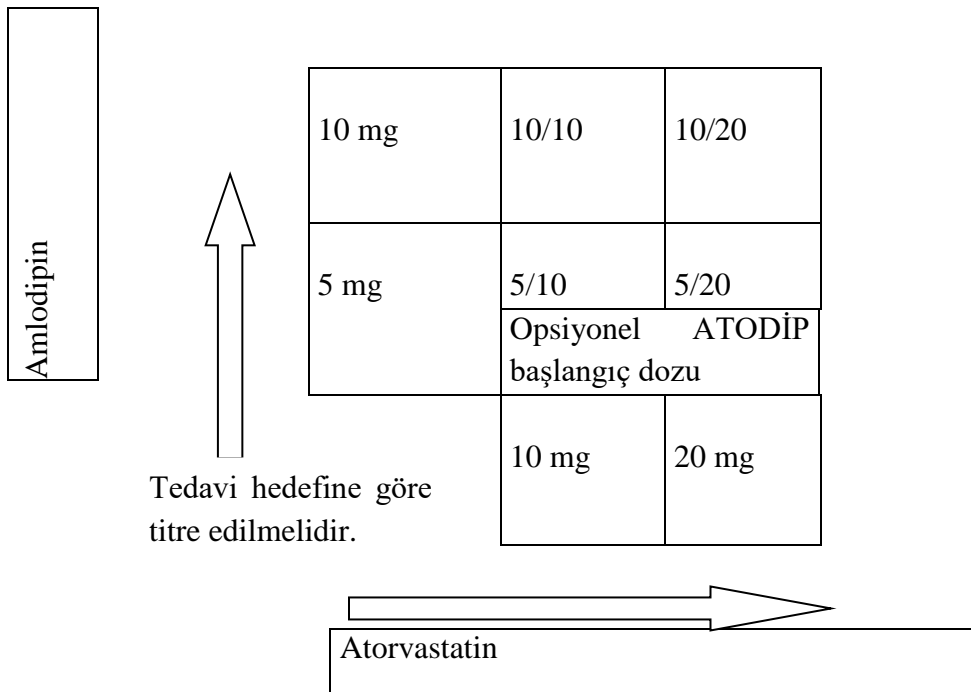 Amlodipin
10 mg
10/10
10/20
5 mg
5/10
5/20
Opsiyonel ATODİP
başlangıç dozu
10 mg
20 mg
Tedavi hedefine göre
titre edilmelidir.
Atorvastatin